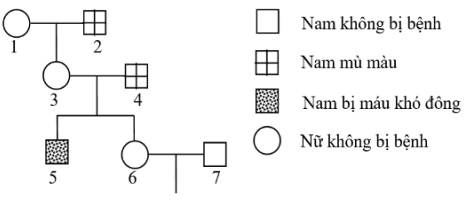 1
2
3
4
5
6
7
Nam không bị bệnh
Nam mù màu
Nam bị máu khó đông
Nữ không bị bệnh